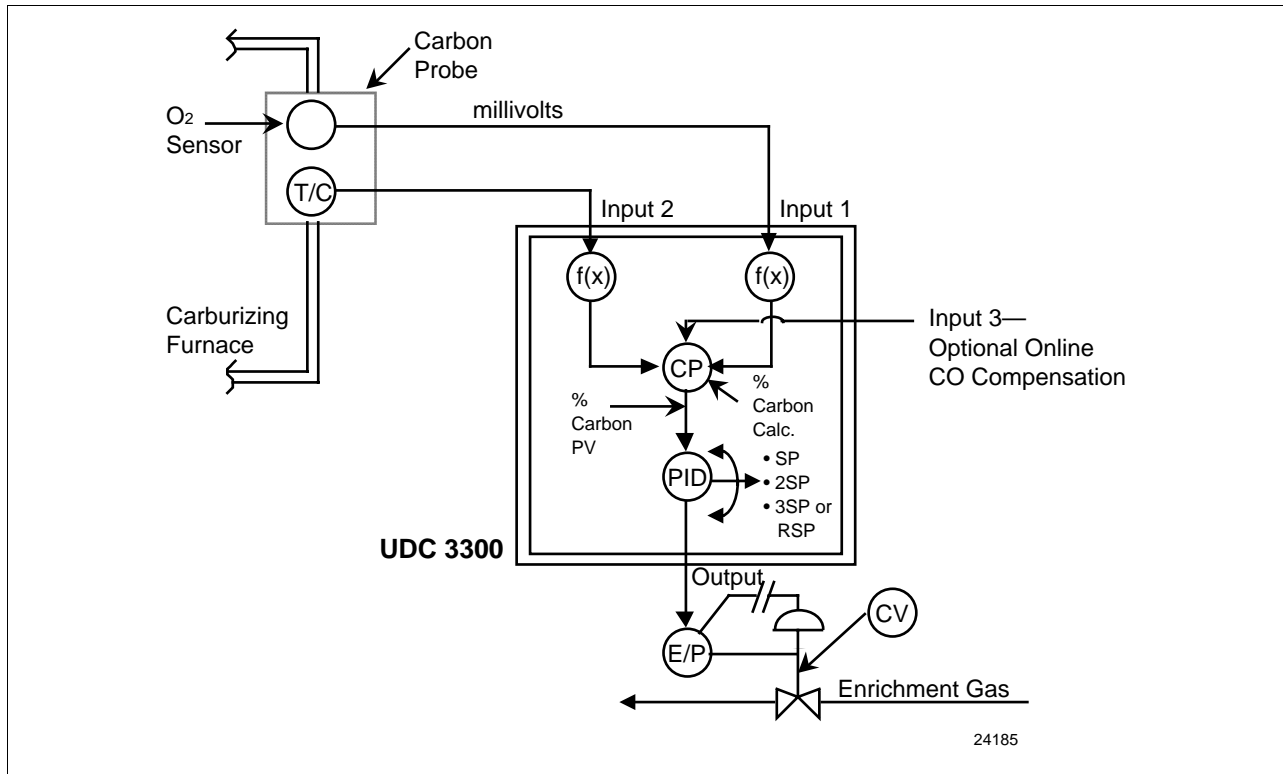 Carbon
Probe
O2
Sensor
millivolts
T/C
Input 2
Input 1
f(x)
f(x)
Carburizing
Furnace
Input 3—
Optional Online
CO Compensation
CP
%
Carbon
PV
%
Carbon
Calc.
PID
• SP
• 2SP
• 3SP or
RSP
UDC 3300
Output
CV
E/P
Enrichment Gas
24185